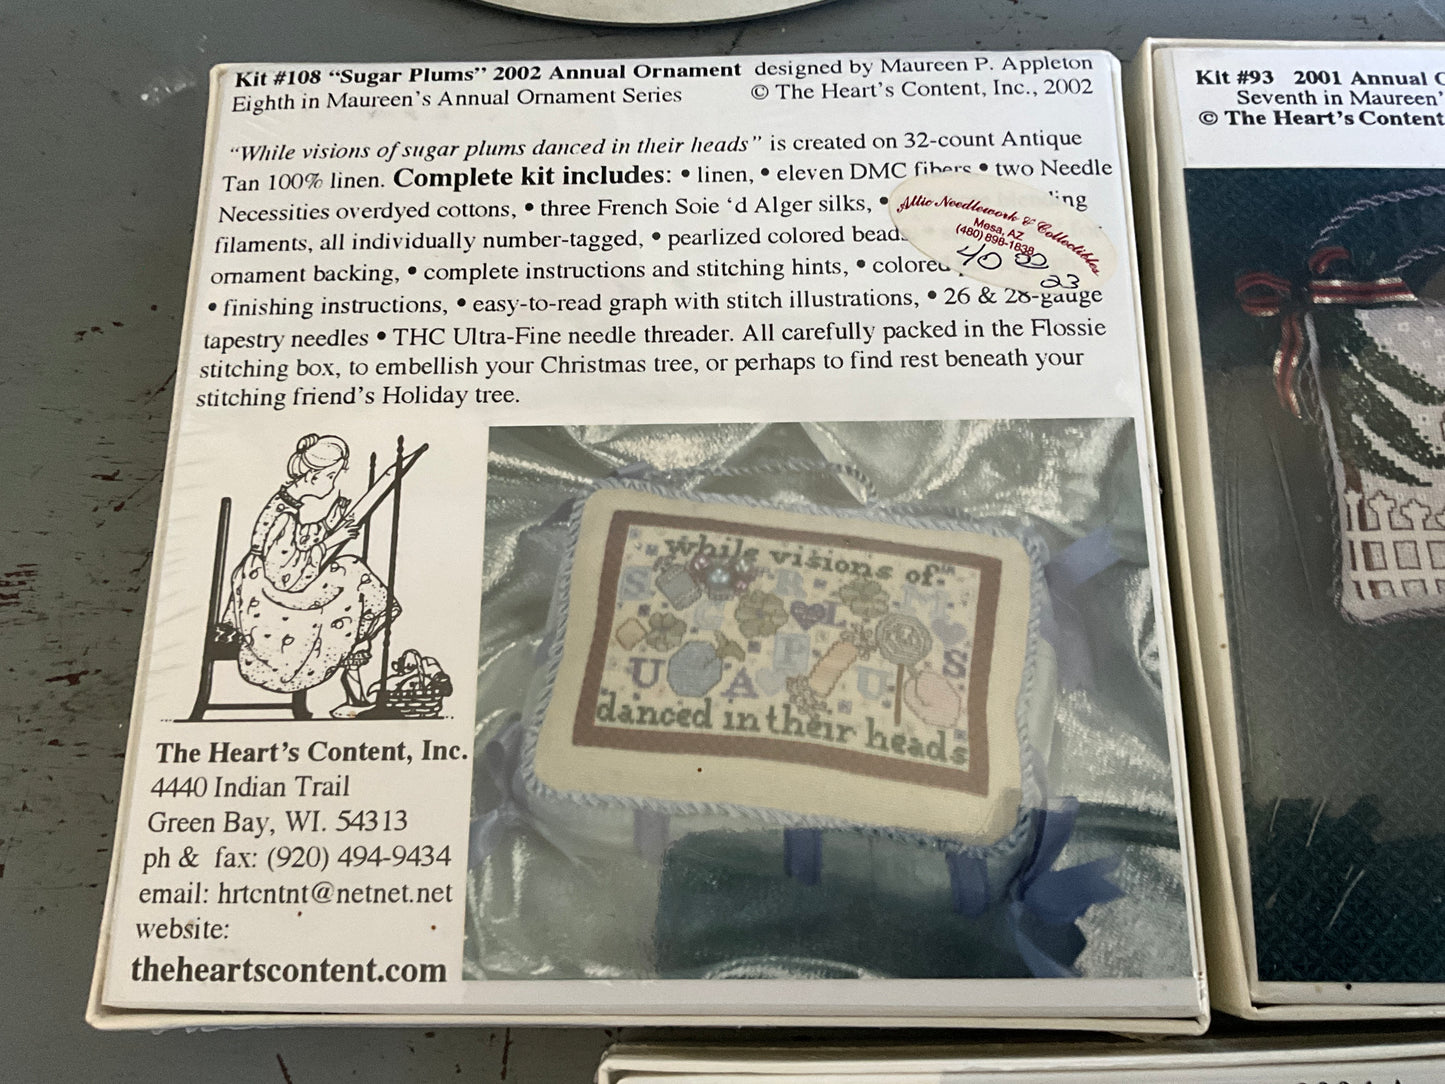 Kit #108 “Sugar Plums” 2002 Annual Ornament designed by Maureen P. Appleton
Eighth in Maureen’s Annual Ornament Series © The Heart’s Content, Inc., 2002
“While visions of sugar plums danced in their heads” is created on 32-count Antique
Tan 100% linen. Complete kit includes: • linen, • eleven DMC fibers • two Needle
Necessities overdyed cottons, • three French Soie ‘d Alger silks, •
filaments, all individually number-tagged, • pearlized colored beads
ornament backing, • complete instructions and stitching hints, • colored
• finishing instructions, • easy-to-read graph with stitch illustrations, • 26 & 28-gauge
tapestry needles • THC Ultra-Fine needle threader. All carefully packed in the Flossie
stitching box, to embellish your Christmas tree, or perhaps to find rest beneath your
stitching friend’s Holiday tree.
Attic Needlework & Collectibles
Mesa, AZ
(480) 898-1838
40 00
23
while visions of
S G R L M
U A P U S
danced in their heads
The Heart’s Content, Inc.
4440 Indian Trail
Green Bay, WI. 54313
ph & fax: (920) 494-9434
email: hrtcntnt@netnet.net
website:
theheartscontent.com
Kit #93 2001 Annual
Seventh in Maureen’
© The Heart’s Content